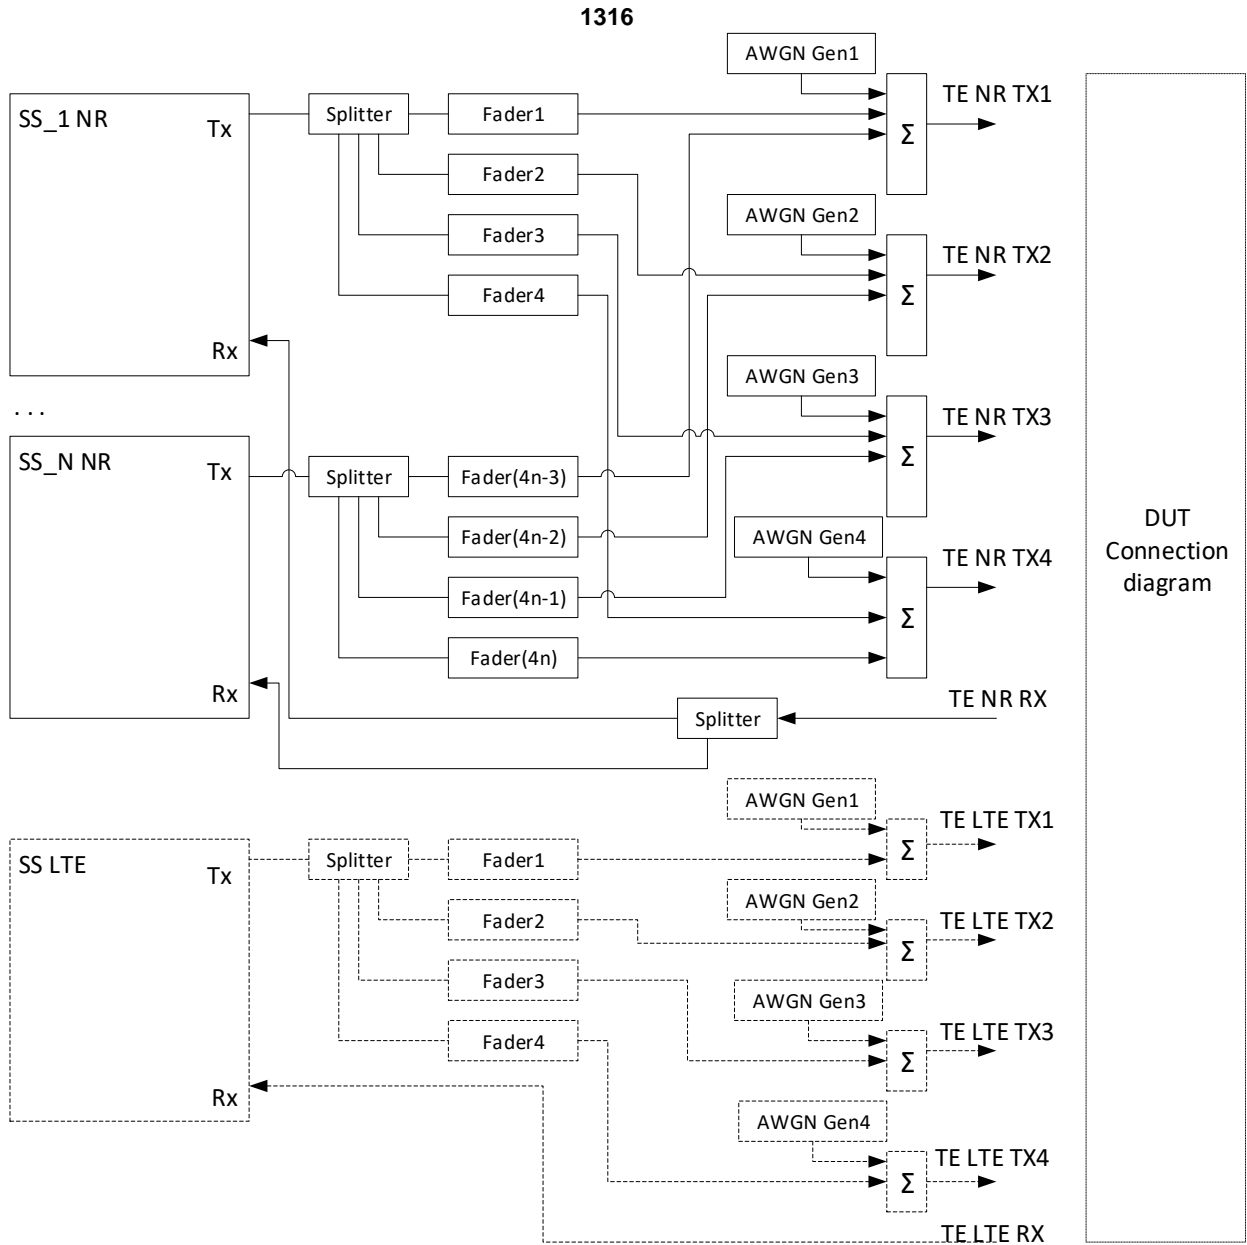 1316
AWGN Gen1
TE NR TX1
SS_1 NR
Tx
Splitter
Fader1
Σ
Fader2
AWGN Gen2
TE NR TX2
Fader3
Fader4
Σ
Rx
AWGN Gen3
. . .
TE NR TX3
SS_N NR
Tx
Splitter
Fader(4n-3)
Σ
Fader(4n-2)
AWGN Gen4
TE NR TX4
DUT
Connection
diagram
Fader(4n-1)
Σ
Fader(4n)
Rx
TE NR RX
Splitter
AWGN Gen1
TE LTE TX1
SS LTE
Tx
Splitter
Fader1
Σ
AWGN Gen2
TE LTE TX2
Fader2
Σ
Fader3
AWGN Gen3
TE LTE TX3
Fader4
Σ
Rx
AWGN Gen4
TE LTE TX4
Σ
TE LTE RX